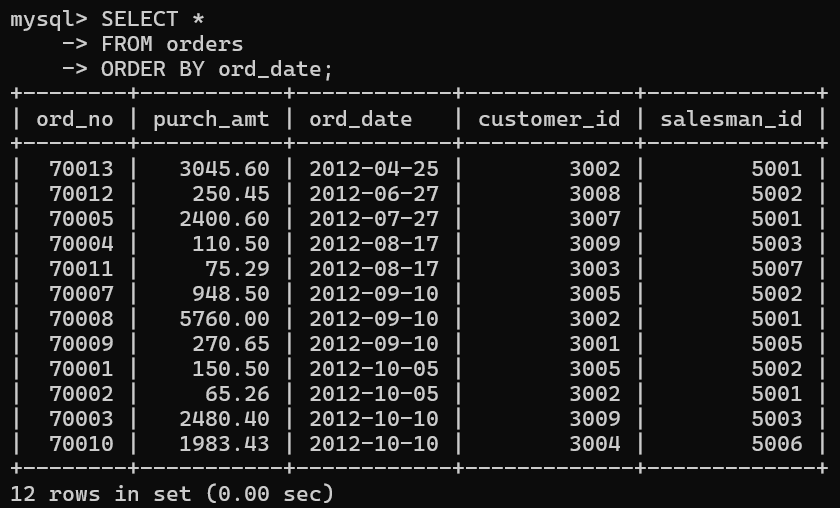 mysql> SELECT *
    -> FROM orders
    -> ORDER BY ord_date;
+--------+-----------+------------+-------------+-------------+
| ord_no | purch_amt | ord_date   | customer_id | salesman_id |
+--------+-----------+------------+-------------+-------------+
|  70013 |   3045.60 | 2012-04-25 |        3002 |        5001 |
|  70012 |    250.45 | 2012-06-27 |        3008 |        5002 |
|  70005 |   2400.60 | 2012-07-27 |        3007 |        5001 |
|  70004 |    110.50 | 2012-08-17 |        3009 |        5003 |
|  70011 |     75.29 | 2012-08-17 |        3003 |        5007 |
|  70007 |    948.50 | 2012-09-10 |        3005 |        5002 |
|  70008 |   5760.00 | 2012-09-10 |        3002 |        5001 |
|  70009 |    270.65 | 2012-09-10 |        3001 |        5005 |
|  70001 |    150.50 | 2012-10-05 |        3005 |        5002 |
|  70002 |     65.26 | 2012-10-05 |        3002 |        5001 |
|  70003 |   2480.40 | 2012-10-10 |        3009 |        5003 |
|  70010 |   1983.43 | 2012-10-10 |        3004 |        5006 |
+--------+-----------+------------+-------------+-------------+
12 rows in set (0.00 sec)